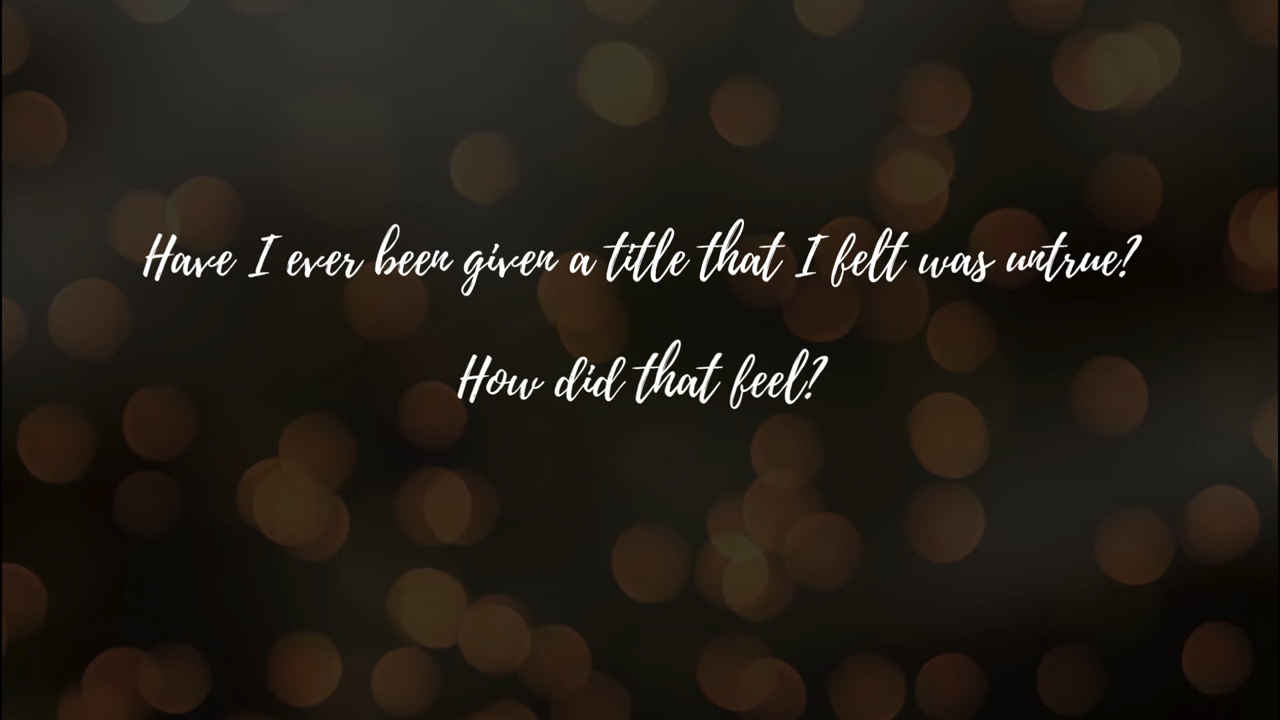 Have I ever been given a title that I felt was untrue?
How did that feel?